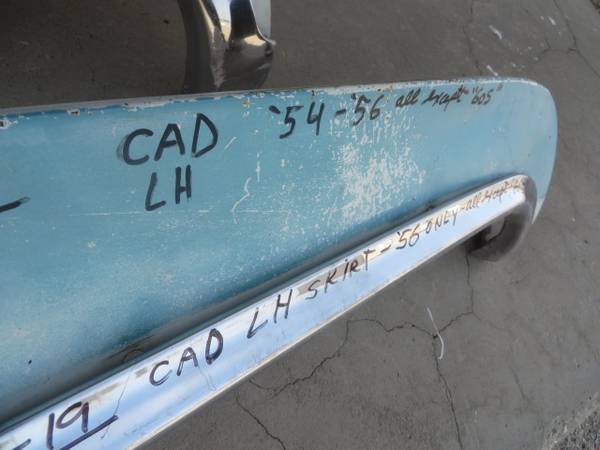 CAD '54-'56 all except "60S"
LH
-19 CAD LH SKIRT - '56 ONLY - all except